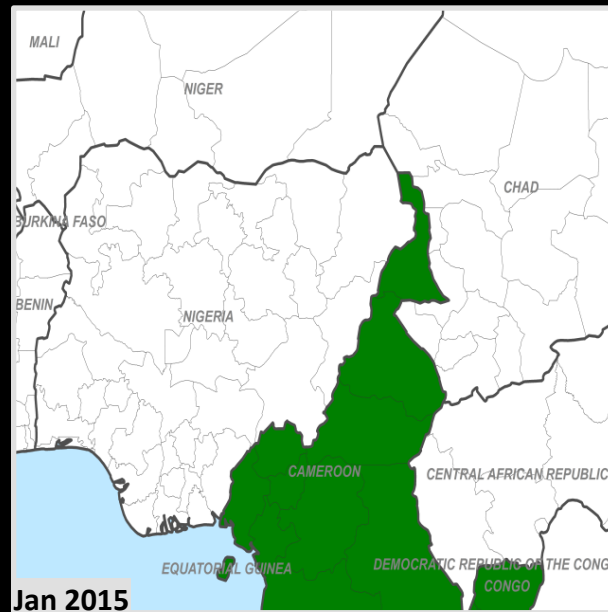 MALI
NIGER
CHAD
BURKINA FASO
BENIN
NIGERIA
CAMEROON
CENTRAL AFRICAN REPUBLIC
EQUATORIAL GUINEA
DEMOCRATIC REPUBLIC OF THE CONG
CONGO
Jan 2015